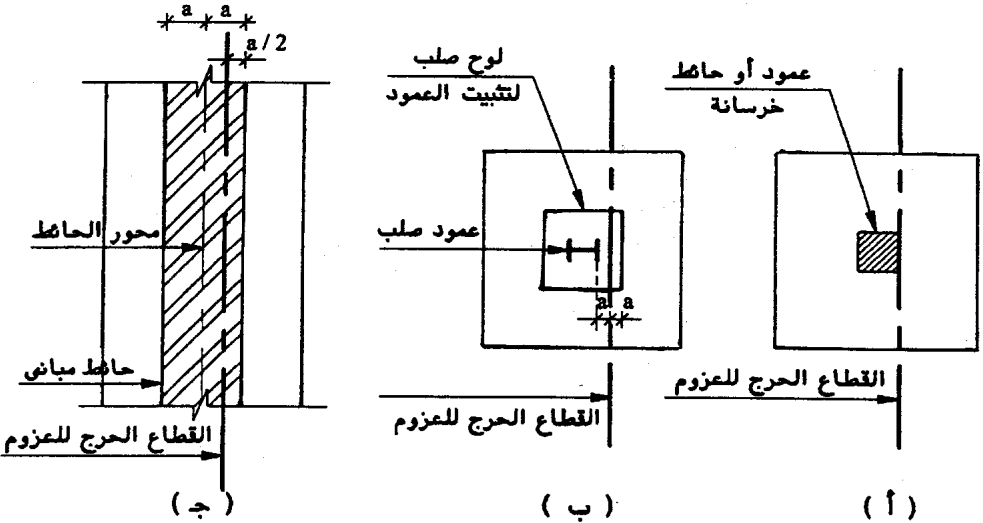 عمود أو حائط
خرسانة
القطاع الحرج للعزوم
( أ )
لوح صلب
لتثبيت العمود
عمود صلب
a a
القطاع الحرج للعزوم
( ب )
a a
a / 2
محور الحائط
حائط مبانى
القطاع الحرج للعزوم
( جـ )